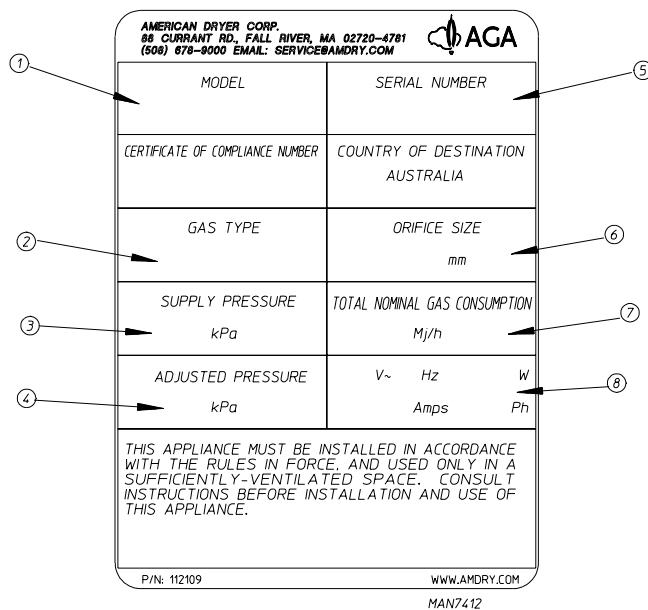 AMERICAN DRYER CORP.
88 CURRANT RD., FALL RIVER, MA 02720-4781
(508) 678-9000 EMAIL: SERVICE@AMDRY.COM
AGA
1
MODEL
SERIAL NUMBER
5
CERTIFICATE OF COMPLIANCE NUMBER
COUNTRY OF DESTINATION
AUSTRALIA
2
GAS TYPE
ORIFICE SIZE
6
mm
3
SUPPLY PRESSURE
kPa
TOTAL NOMINAL GAS CONSUMPTION
7
Mj/h
4
ADJUSTED PRESSURE
kPa
V~ Hz W
8
Amps Ph
THIS APPLIANCE MUST BE INSTALLED IN ACCORDANCE
WITH THE RULES IN FORCE, AND USED ONLY IN A
SUFFICIENTLY-VENTILATED SPACE. CONSULT
INSTRUCTIONS BEFORE INSTALLATION AND USE OF
THIS APPLIANCE.
P/N: 112109
WWW.AMDRY.COM
MAN7412